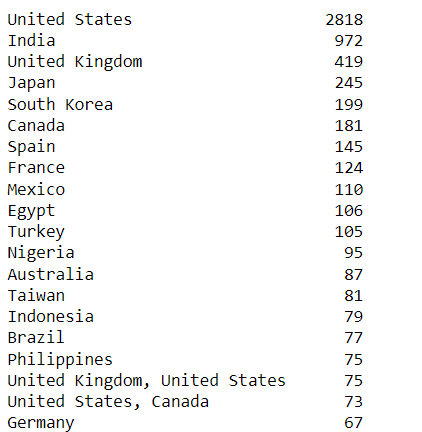 United States 2818
India 972
United Kingdom 419
Japan 245
South Korea 199
Canada 181
Spain 145
France 124
Mexico 110
Egypt 106
Turkey 105
Nigeria 95
Australia 87
Taiwan 81
Indonesia 79
Brazil 77
Philippines 75
United Kingdom, United States 75
United States, Canada 73
Germany 67